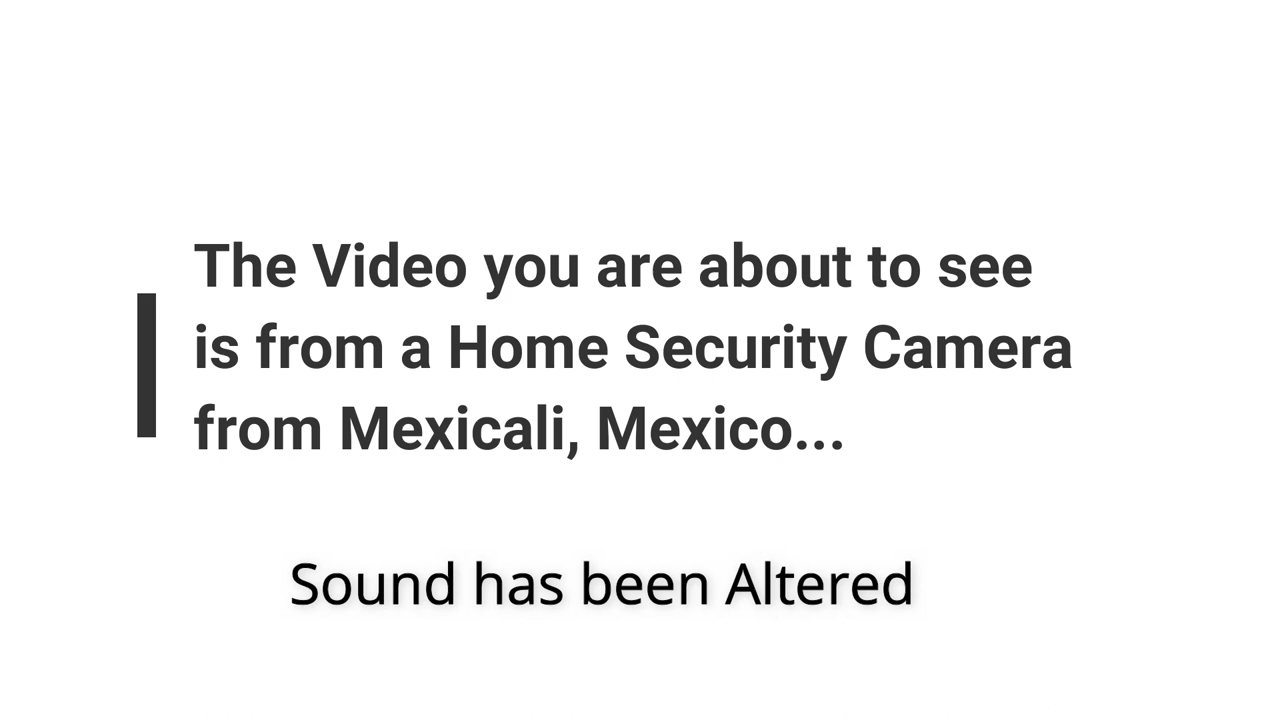 The Video you are about to see
is from a Home Security Camera
from Mexicali, Mexico...
Sound has been Altered